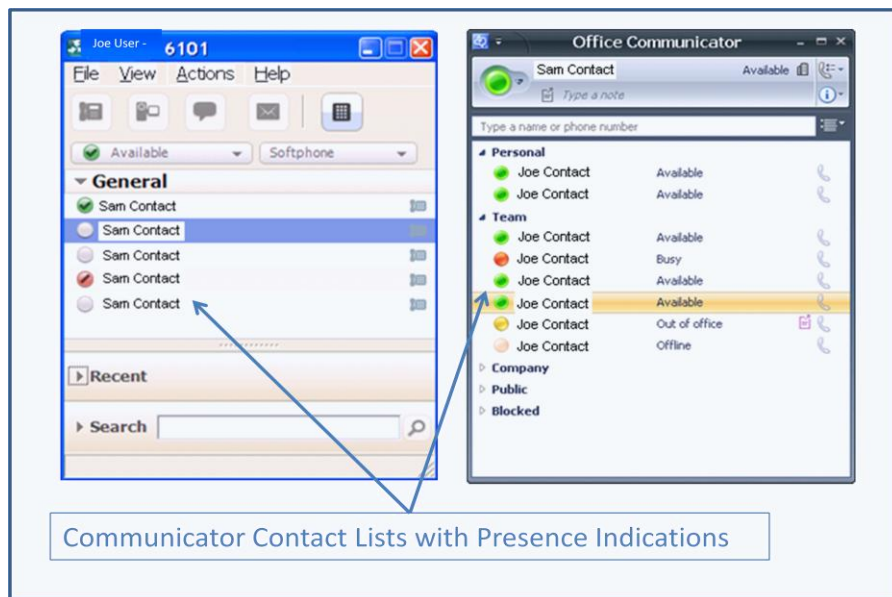 Joe User - 6101
File View Actions Help
Available Softphone
General
Sam Contact
Sam Contact
Sam Contact
Sam Contact
Sam Contact
Recent
Search
Office Communicator
Sam Contact Available
Type a note
Type a name or phone number
Personal
Joe Contact Available
Joe Contact Available
Team
Joe Contact Available
Joe Contact Busy
Joe Contact Available
Joe Contact Available
Joe Contact Out of office
Joe Contact Offline
Company
Public
Blocked
Communicator Contact Lists with Presence Indications